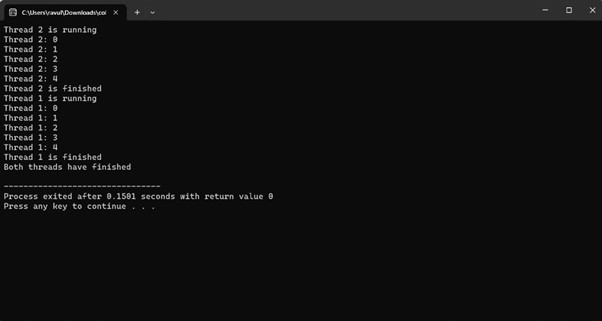 C:\Users\ravul\Downloads\col
Thread 2 is running
Thread 2: 0
Thread 2: 1
Thread 2: 2
Thread 2: 3
Thread 2: 4
Thread 2 is finished
Thread 1 is running
Thread 1: 0
Thread 1: 1
Thread 1: 2
Thread 1: 3
Thread 1: 4
Thread 1 is finished
Both threads have finished
--------------------------------
Process exited after 0.1501 seconds with return value 0
Press any key to continue . . .